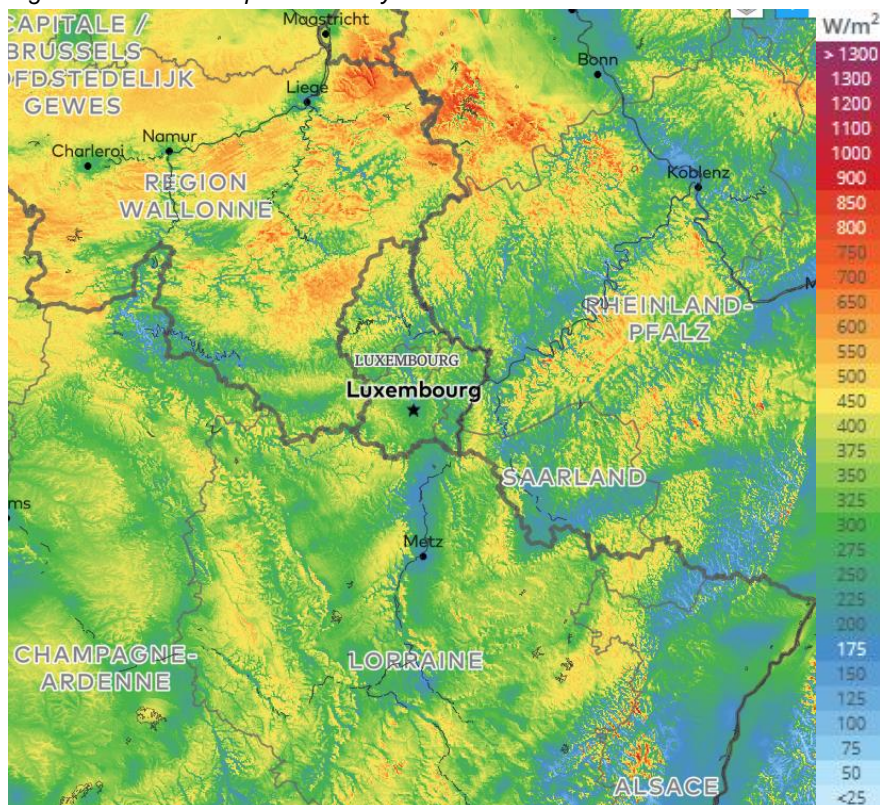 CAPITALE /
BRUSSELS
OFDSTEDELIJK
GEWES
Maastricht
Bonn
Liege
Namur
Charleroi
REGION
WALLONNE
Koblenz
RHEINLAND-
PFALZ
LUXEMBOURG
Luxembourg
SAARLAND
ms
Metz
CHAMPAGNE-
ARDENNE
LORRAINE
ALSACE
M
W/m²
> 1300
1300
1200
1100
1000
900
850
800
750
700
650
600
550
500
450
400
375
350
325
300
275
250
225
200
175
150
125
100
75
50
<25